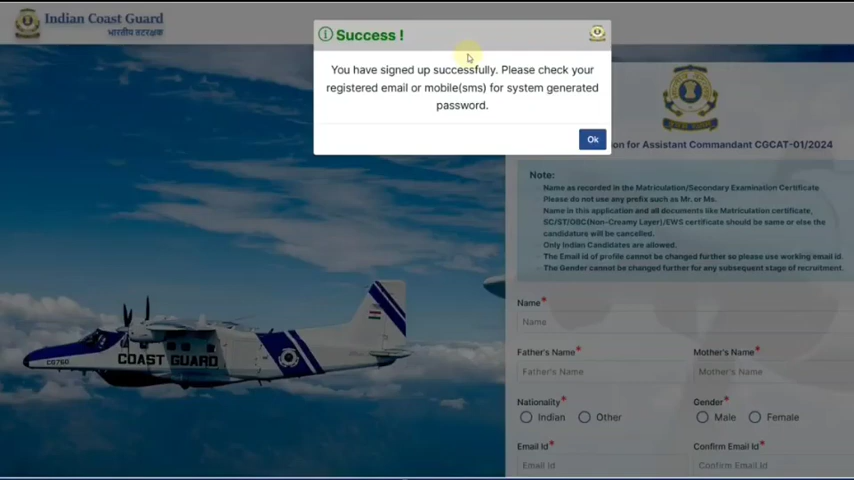 Indian Coast Guard
भारतीय तटरक्षक
Success !
You have signed up successfully. Please check your
registered email or mobile(sms) for system generated
password.
Ok
on for Assistant Commandant CGCAT-01/2024
Note:
Name as recorded in the Matriculation/Secondary Examination Certificate
Please do not use any prefix such as Mr. or Ms.
Name in this application and all documents like Matriculation certificate,
SC/ST/OBC(Non-Creamy Layer)/EWS certificate should be same or else the
candidature will be cancelled.
Only Indian Candidates are allowed.
The Email id of profile cannot be changed further so please use working email id.
The Gender cannot be changed further for any subsequent stage of recruitment.
Name*
Name
Father's Name* Mother's Name*
Father's Name Mother's Name
Nationality* Gender*
Indian Other Male Female
Email Id* Confirm Email Id*
Email Id Confirm Email Id
COAST GUARD
CG760